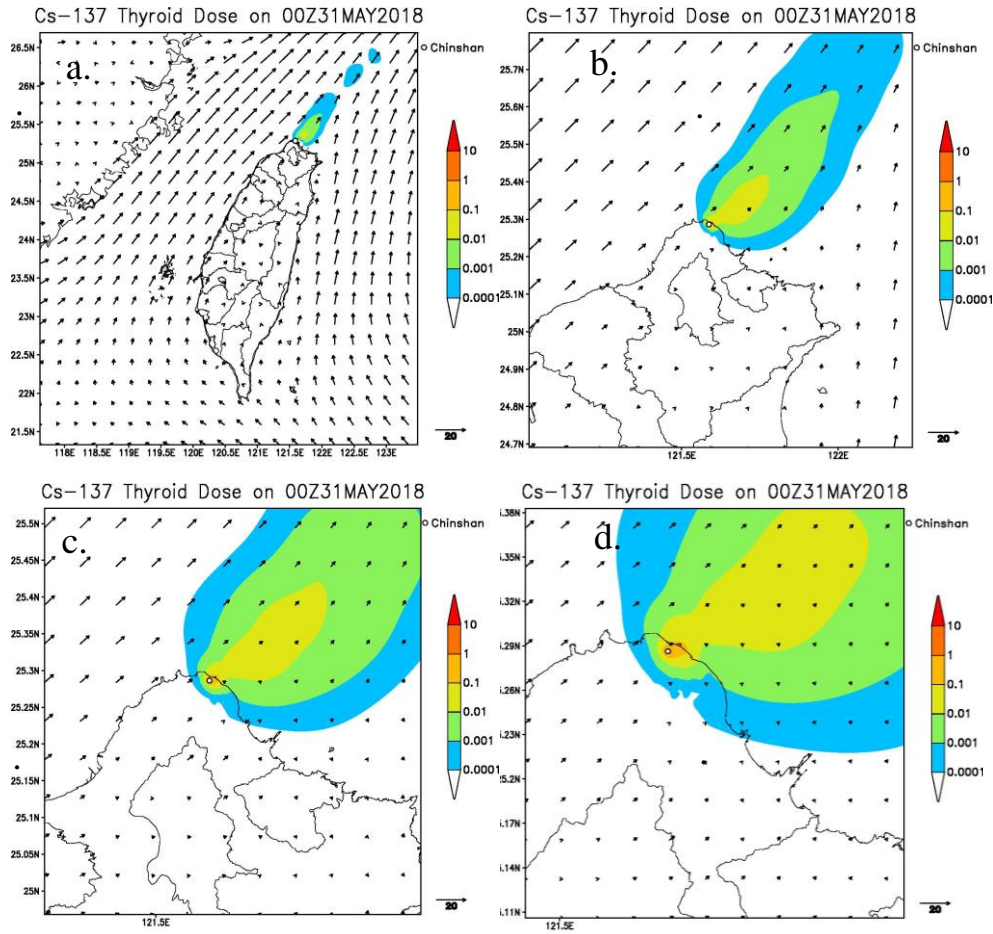 Cs-137 Thyroid Dose on 00Z31MAY2018
Chinshan
a.
26.5N
26N
25.5N
25N
24.5N
24N
23.5N
23N
22.5N
22N
21.5N
118E 118.5E 119E 119.5E 120E 120.5E 121E 121.5E 122E 122.5E 123E
10
1
0.1
0.01
0.001
0.0001
20
Cs-137 Thyroid Dose on 00Z31MAY2018
Chinshan
b.
25.7N
25.6N
25.5N
25.4N
25.3N
25.2N
25.1N
25N
24.9N
24.8N
24.7N
121.5E 122E
10
1
0.1
0.01
0.001
0.0001
20
Cs-137 Thyroid Dose on 00Z31MAY2018
Chinshan
c.
25.5N
25.45N
25.4N
25.35N
25.3N
25.25N
25.2N
25.15N
25.1N
25.05N
25N
121.5E
10
1
0.1
0.01
0.001
0.0001
20
Cs-137 Thyroid Dose on 00Z31MAY2018
Chinshan
d.
.38N
.35N
.32N
.29N
.26N
.23N
25.2N
.17N
.14N
.11N
121.5E
10
1
0.1
0.01
0.001
0.0001
20